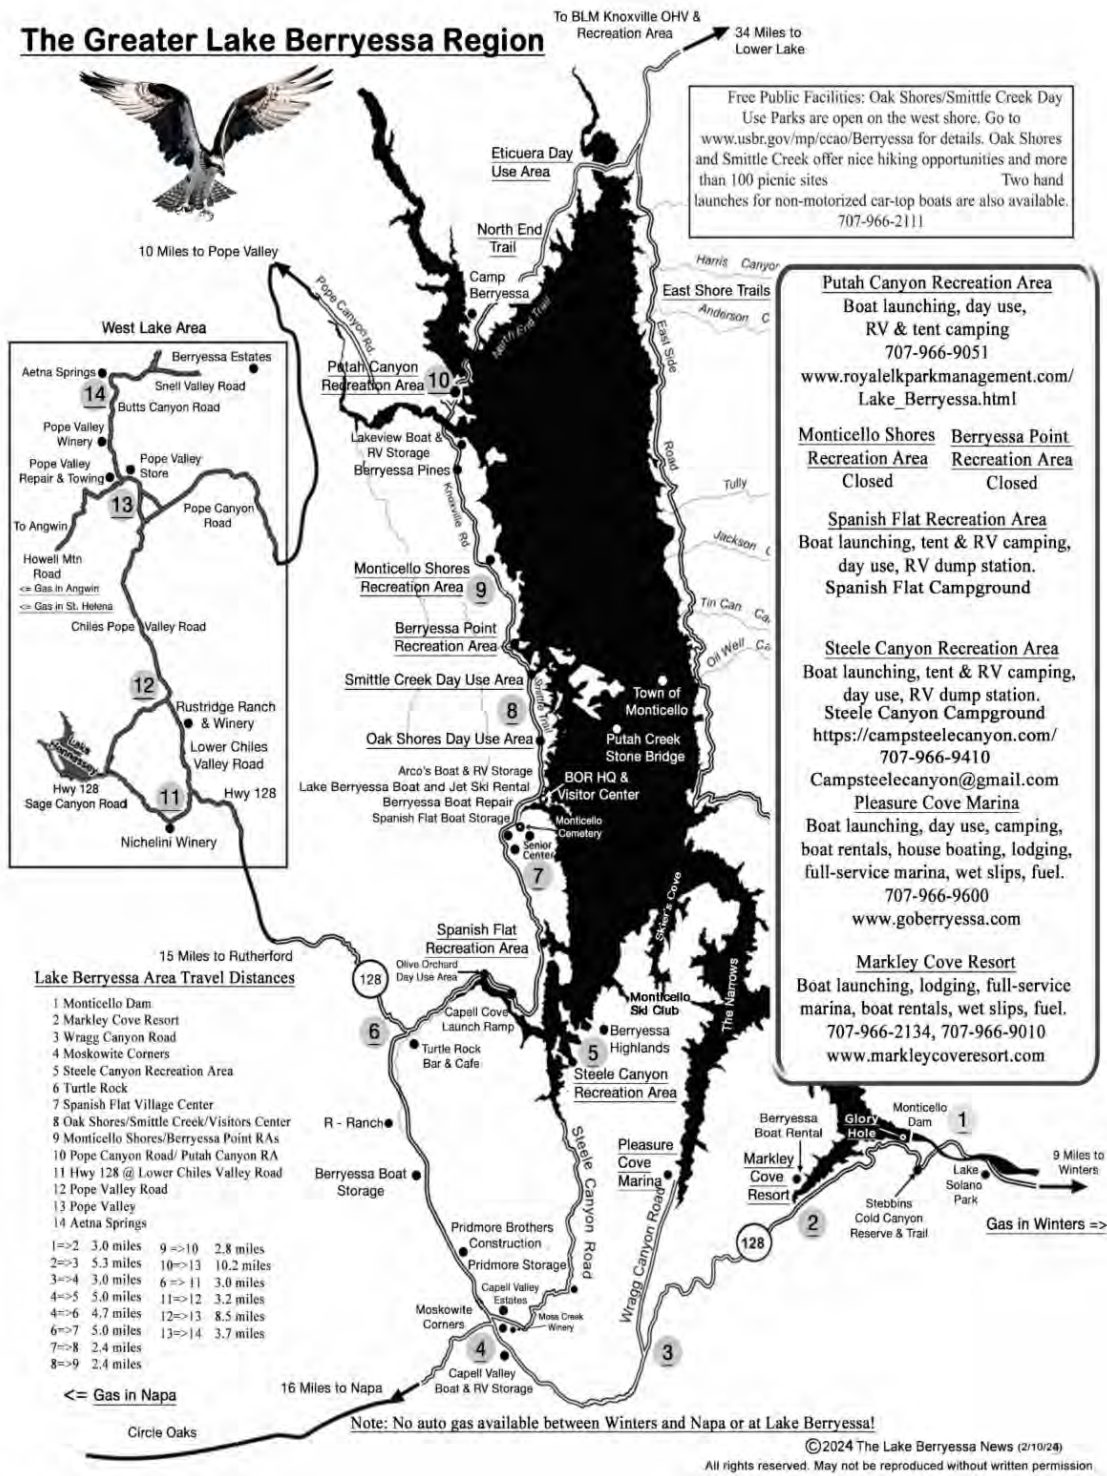 The Greater Lake Berryessa Region
To BLM Knoxville OHV &
Recreation Area
34 Miles to
Lower Lake
Free Public Facilities: Oak Shores/Smittle Creek Day
Use Parks are open on the west shore. Go to
www.usbr.gov/mp/ccao/Berryessa for details. Oak Shores
and Smittle Creek offer nice hiking opportunities and more
than 100 picnic sites Two hand
launches for non-motorized car-top boats are also available.
707-966-2111
Eticuera Day
Use Area
North End
Trail
Camp
Berryessa
North End Trail
10 Miles to Pope Valley
Pope Canyon Rd.
Harris Canyon
East Shore Trails
Anderson C
East Side
Road
Putah Canyon
Recreation Area
10
Lakeview Boat &
RV Storage
Berryessa Pines
Knoxville Rd
Tully
Jackson C
Tin Can Ca
Oil Well Ca
Monticello Shores
Recreation Area
9
Berryessa Point
Recreation Area
Smittle Creek Day Use Area
Smittle Trail
8
Oak Shores Day Use Area
Town of
Monticello
Putah Creek
Stone Bridge
Arco's Boat & RV Storage
Lake Berryessa Boat and Jet Ski Rental
Berryessa Boat Repair
Spanish Flat Boat Storage
BOR HQ &
Visitor Center
Monticello
Cemetery
Senior
Center
7
West Lake Area
Berryessa Estates
Aetna Springs
14
Snell Valley Road
Butts Canyon Road
Pope Valley
Winery
Pope Valley
Repair & Towing
Pope Valley
Store
13
Pope Canyon
Road
To Angwin
Howell Mtn
Road
<= Gas in Angwin
<= Gas in St. Helena
Chiles Pope Valley Road
12
Rustridge Ranch
& Winery
Lower Chiles
Valley Road
Lake
Hennessey
Hwy 128
Sage Canyon Road
11
Hwy 128
Nichelini Winery
Putah Canyon Recreation Area
Boat launching, day use,
RV & tent camping
707-966-9051
www.royalelkparkmanagement.com/
Lake_Berryessa.html
Monticello Shores
Recreation Area
Closed
Berryessa Point
Recreation Area
Closed
Spanish Flat Recreation Area
Boat launching, tent & RV camping,
day use, RV dump station.
Spanish Flat Campground
Steele Canyon Recreation Area
Boat launching, tent & RV camping,
day use, RV dump station.
Steele Canyon Campground
https://campsteelecanyon.com/
707-966-9410
Campsteelecanyon@gmail.com
Pleasure Cove Marina
Boat launching, day use, camping,
boat rentals, house boating, lodging,
full-service marina, wet slips, fuel.
707-966-9600
www.goberryessa.com
Markley Cove Resort
Boat launching, lodging, full-service
marina, boat rentals, wet slips, fuel.
707-966-2134, 707-966-9010
www.markleycoveresort.com
Skier's Cove
The Narrows
Spanish Flat
Recreation Area
Olive Orchard
Day Use Area
15 Miles to Rutherford
128
6
Capell Cove
Launch Ramp
Turtle Rock
Bar & Cafe
Monticello
Ski Club
Berryessa
Highlands
5
Steele Canyon
Recreation Area
R - Ranch
Berryessa Boat
Storage
Steele Canyon Road
Pleasure
Cove
Marina
Wragg Canyon Road
Pridmore Brothers
Construction
Pridmore Storage
Capell Valley
Estates
Moss Creek
Winery
Moskowite
Corners
4
Capell Valley
Boat & RV Storage
3
Berryessa
Boat Rental
Glory
Hole
Monticello
Dam
1
Markley
Cove
Resort
2
128
Stebbins
Cold Canyon
Reserve & Trail
Lake
Solano
Park
9 Miles to
Winters
Gas in Winters =>
Lake Berryessa Area Travel Distances
1 Monticello Dam
2 Markley Cove Resort
3 Wragg Canyon Road
4 Moskowite Corners
5 Steele Canyon Recreation Area
6 Turtle Rock
7 Spanish Flat Village Center
8 Oak Shores/Smittle Creek/Visitors Center
9 Monticello Shores/Berryessa Point RAs
10 Pope Canyon Road/ Putah Canyon RA
11 Hwy 128 @ Lower Chiles Valley Road
12 Pope Valley Road
13 Pope Valley
14 Aetna Springs
1=>2 3.0 miles
2=>3 5.3 miles
3=>4 3.0 miles
4=>5 5.0 miles
4=>6 4.7 miles
6=>7 5.0 miles
7=>8 2.4 miles
8=>9 2.4 miles
9 =>10 2.8 miles
10=>13 10.2 miles
6 => 11 3.0 miles
11=>12 3.2 miles
12=>13 8.5 miles
13=>14 3.7 miles
<= Gas in Napa
16 Miles to Napa
Circle Oaks
Note: No auto gas available between Winters and Napa or at Lake Berryessa!
©2024 The Lake Berryessa News (2/10/24)
All rights reserved. May not be reproduced without written permission